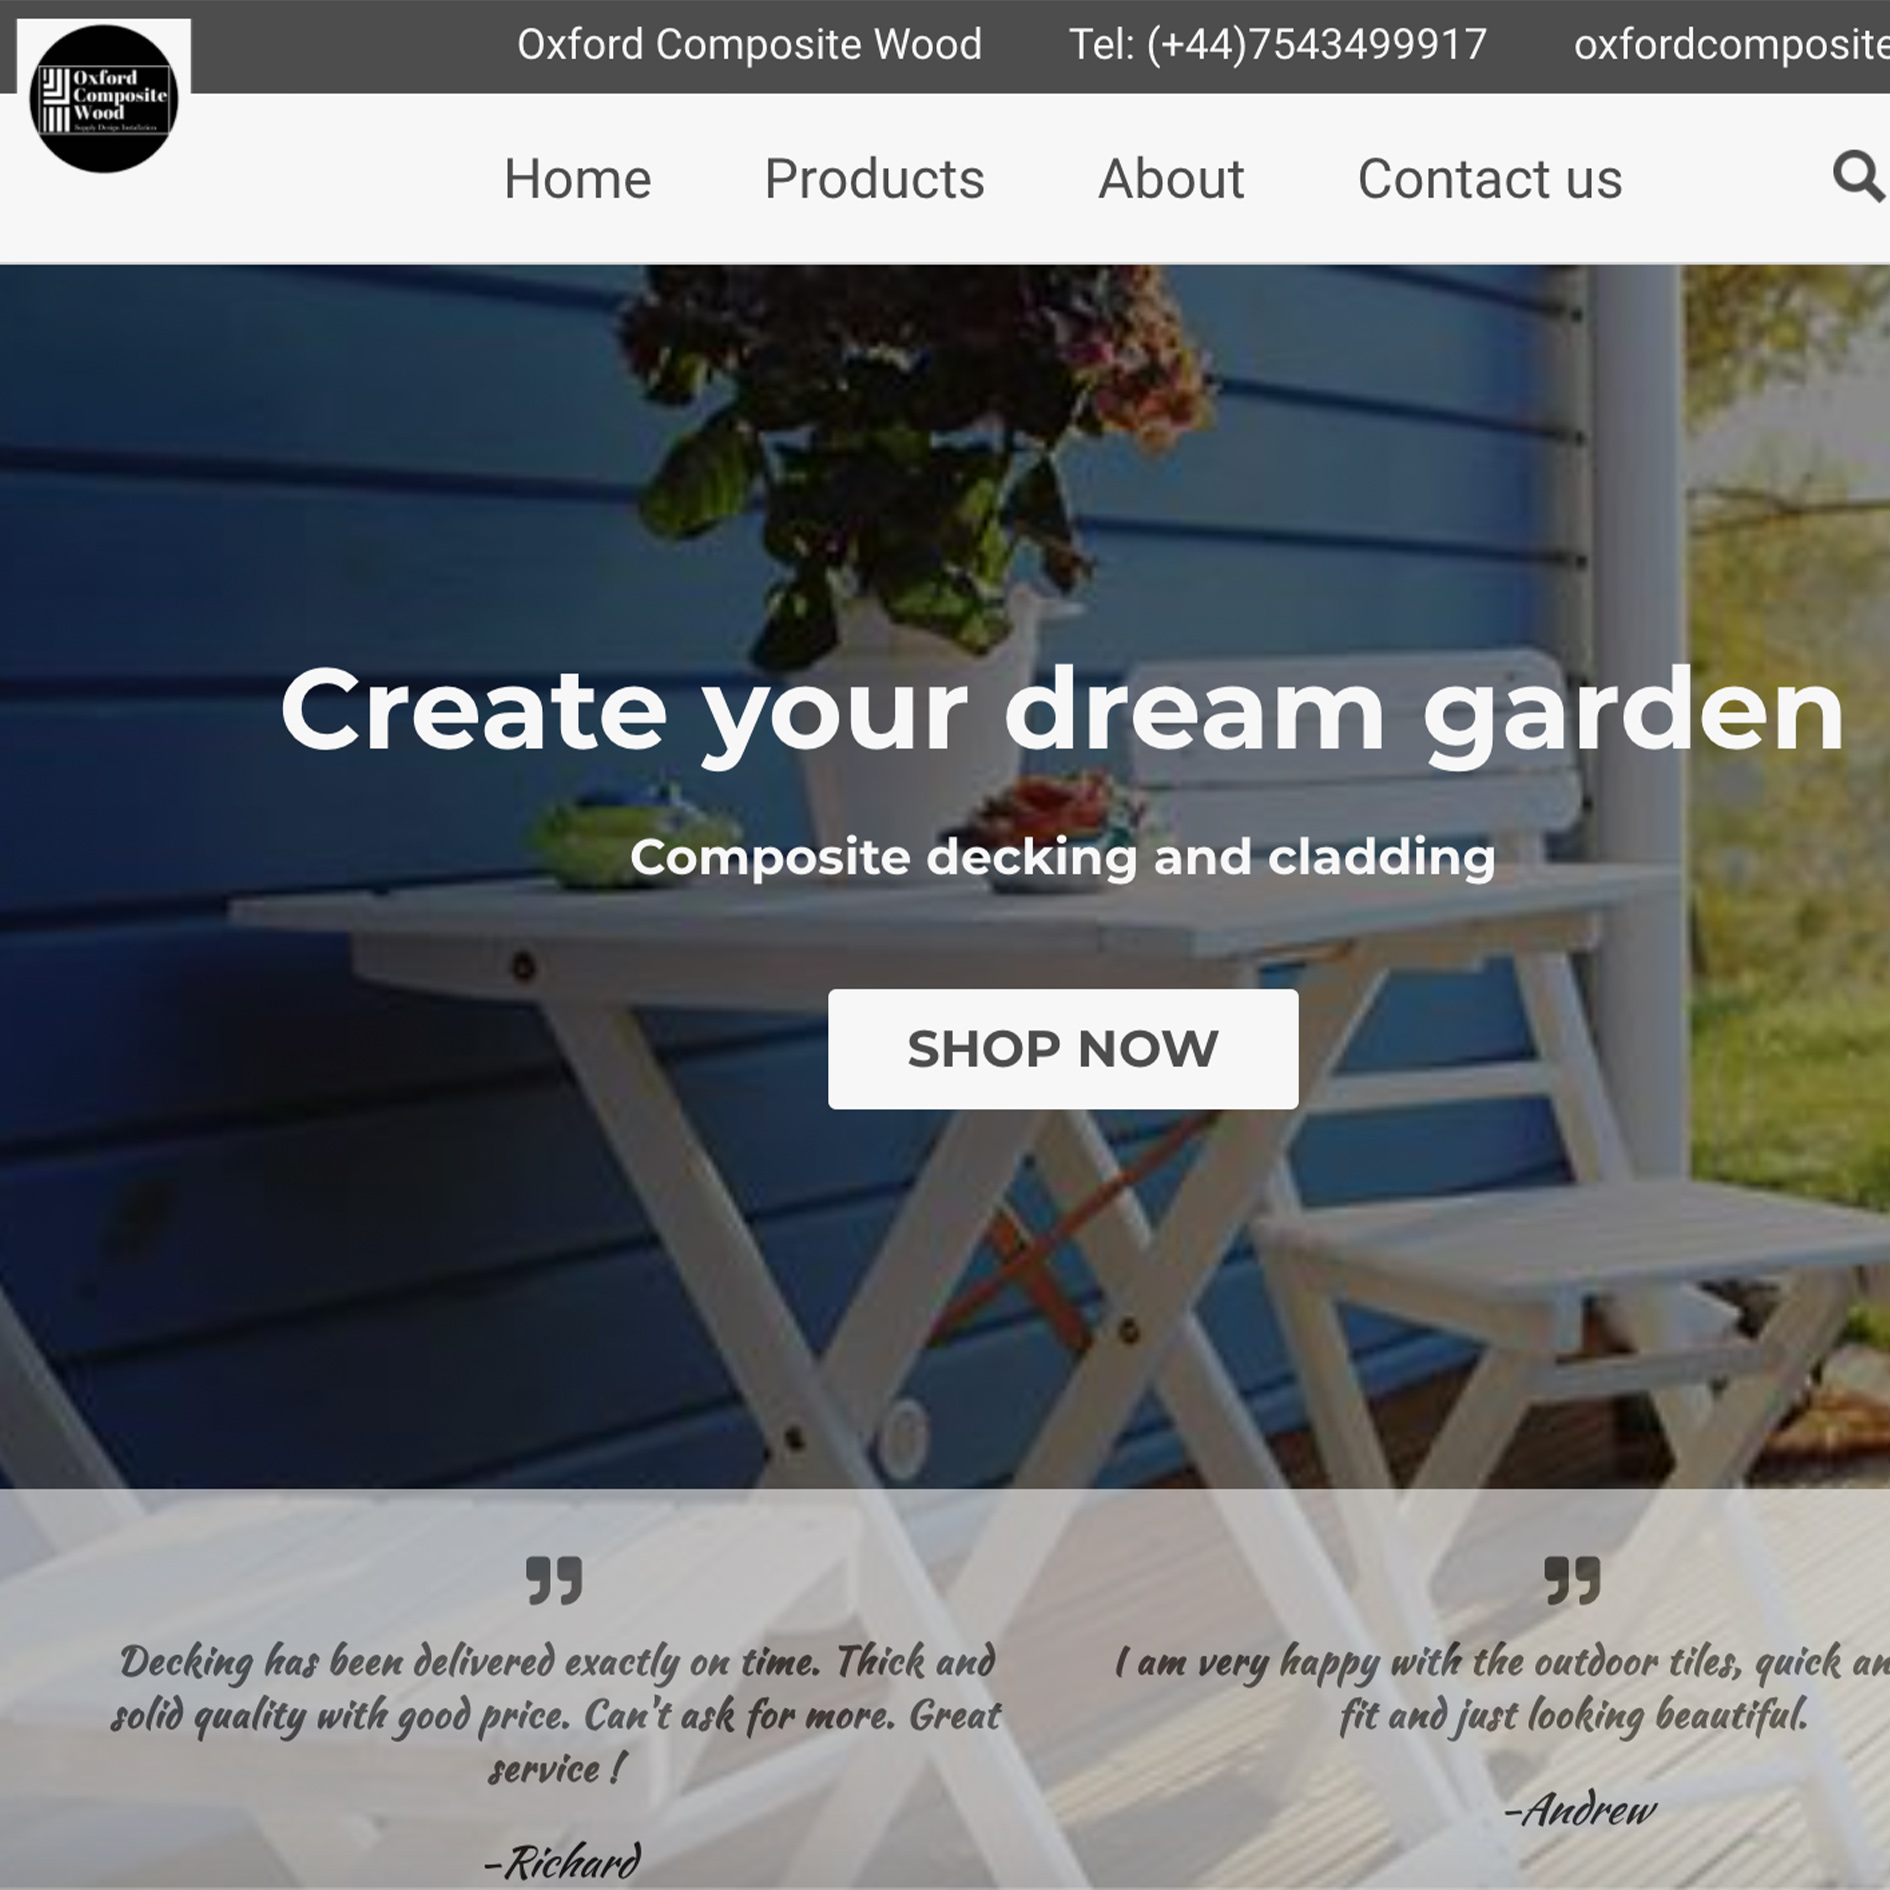 Oxford
Composite
Wood
Supply Design Installation
Oxford Composite Wood
Tel: (+44)7543499917
oxfordcomposite
Home
Products
About
Contact us
Create your dream garden
Composite decking and cladding
SHOP NOW
Decking has been delivered exactly on time. Thick and
solid quality with good price. Can't ask for more. Great
service !
-Richard
I am very happy with the outdoor tiles, quick an
fit and just looking beautiful.
-Andrew